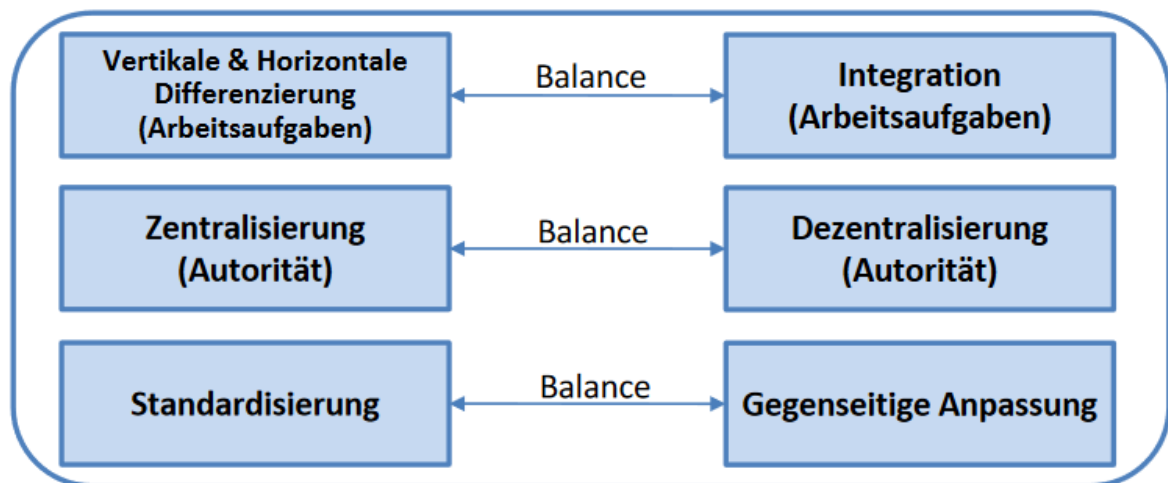 Vertikale & Horizontale
Differenzierung
(Arbeitsaufgaben)
Balance
Integration
(Arbeitsaufgaben)
Zentralisierung
(Autorität)
Balance
Dezentralisierung
(Autorität)
Standardisierung
Balance
Gegenseitige Anpassung